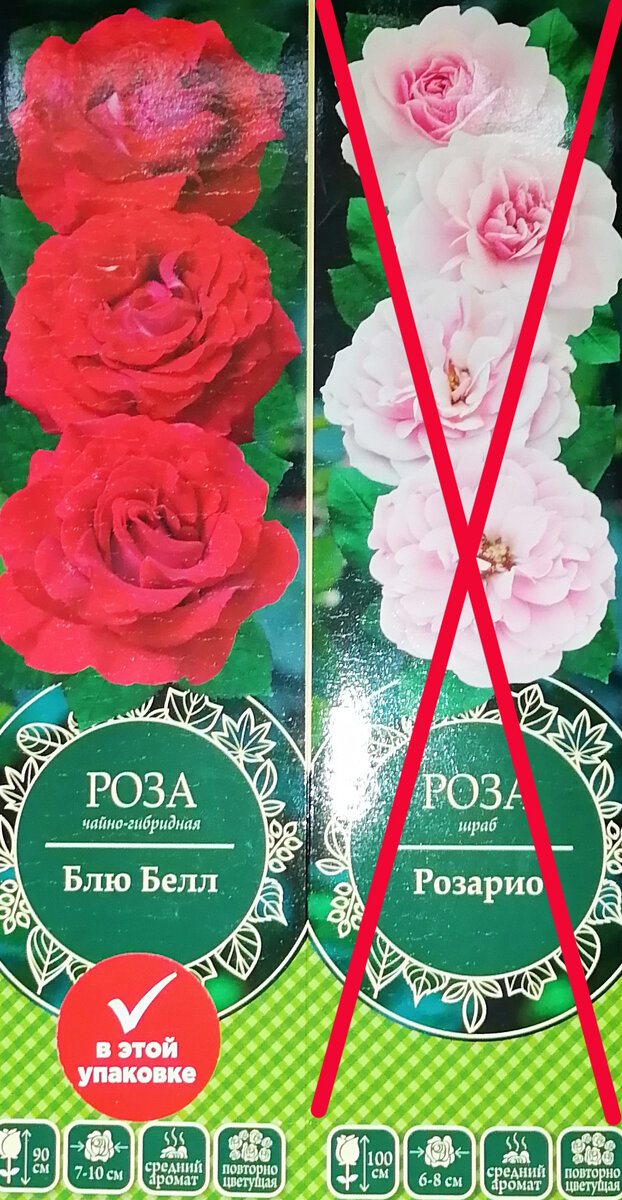 РОЗА
чайно-гибридная
Блю Белл
в этой
упаковке
90
см
7-10 см
средний
аромат
повторно
цветущая
РОЗА
шраб
Розарио
100
см
6-8 см
средний
аромат
повторно
цветущая